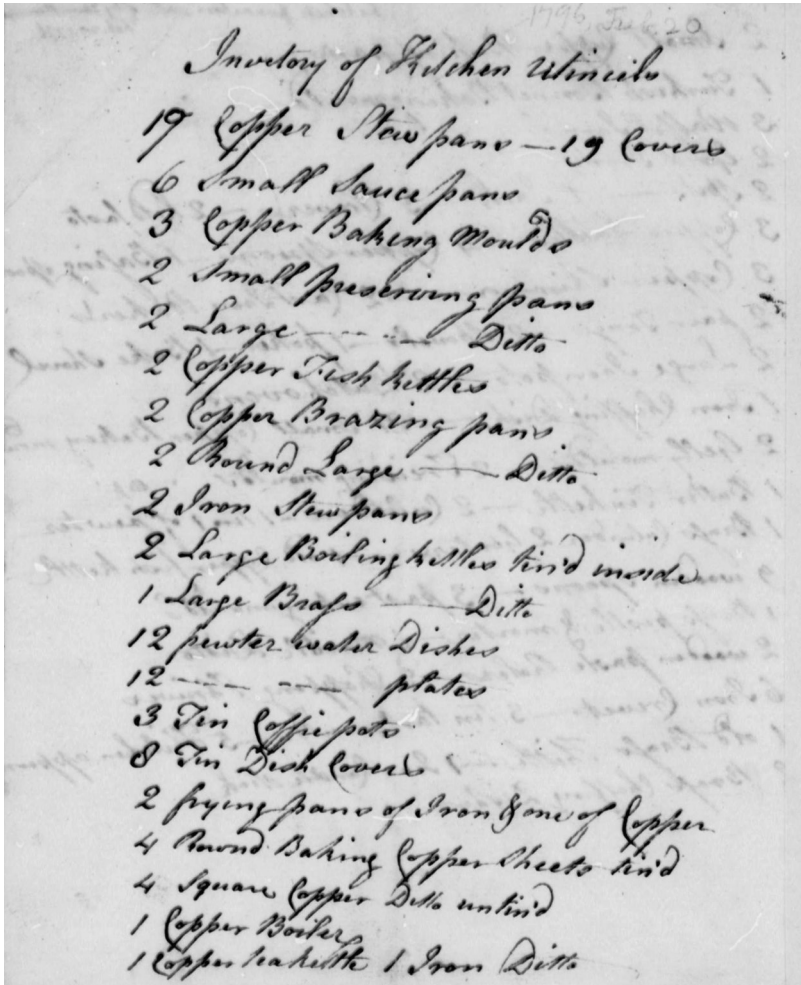 1796, Feb. 20
Invetory of Kitchen Utincils
19 Copper Stew pans — 19 Covers
6 Small Sauce pans
3 Copper Baking Moulds
2 Small preserving pans
2 Large — — — Ditto
2 Copper Fish kettles
2 Copper Brazing pans
2 Round Large — Ditto
2 Iron Stew pans
2 Large Boiling kettles tin'd inside
1 Large Brass — Ditto
12 pewter water Dishes
12 — — — — plates
3 Tin Coffie pots
8 Tin Dish Covers
2 frying pans of Iron & one of Copper
4 Round Baking Copper Sheets tin'd
4 Square Copper Ditto untin'd
1 Copper Boiler
1 Copper teakettle 1 Iron Ditto